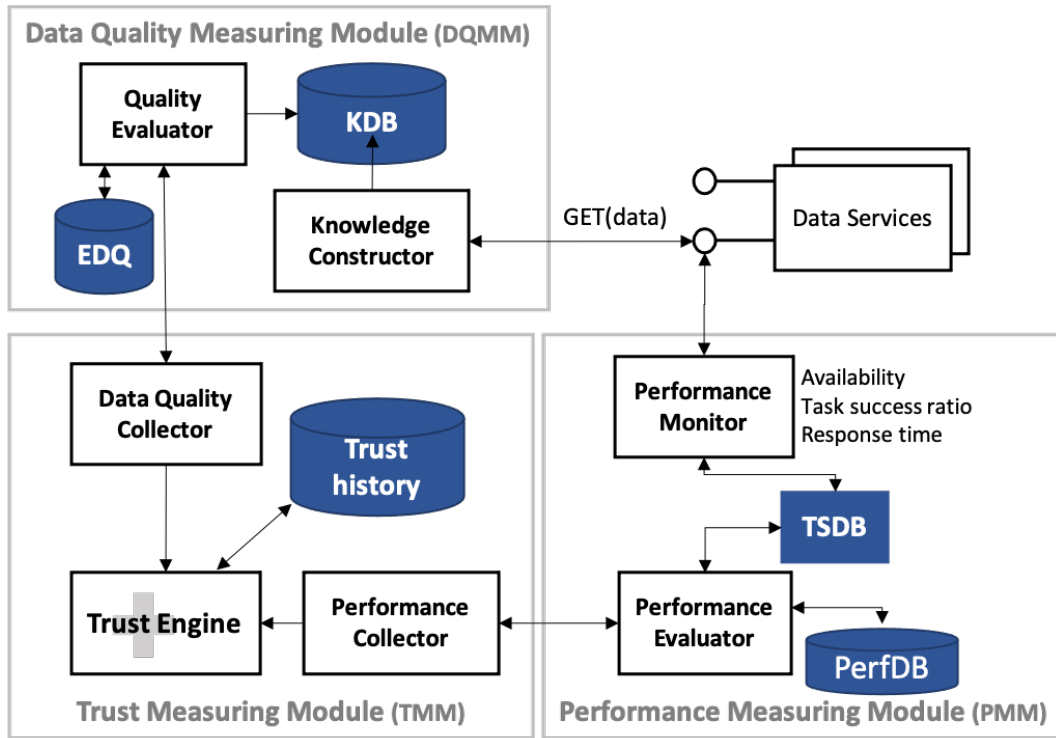 Data Quality Measuring Module (DQMM)
Quality
Evaluator
KDB
EDQ
Knowledge
Constructor
GET(data)
Data Services
Data Quality
Collector
Trust
history
Trust Engine
Performance
Collector
Trust Measuring Module (TMM)
Performance
Monitor
Availability
Task success ratio
Response time
TSDB
Performance
Evaluator
PerfDB
Performance Measuring Module (PMM)